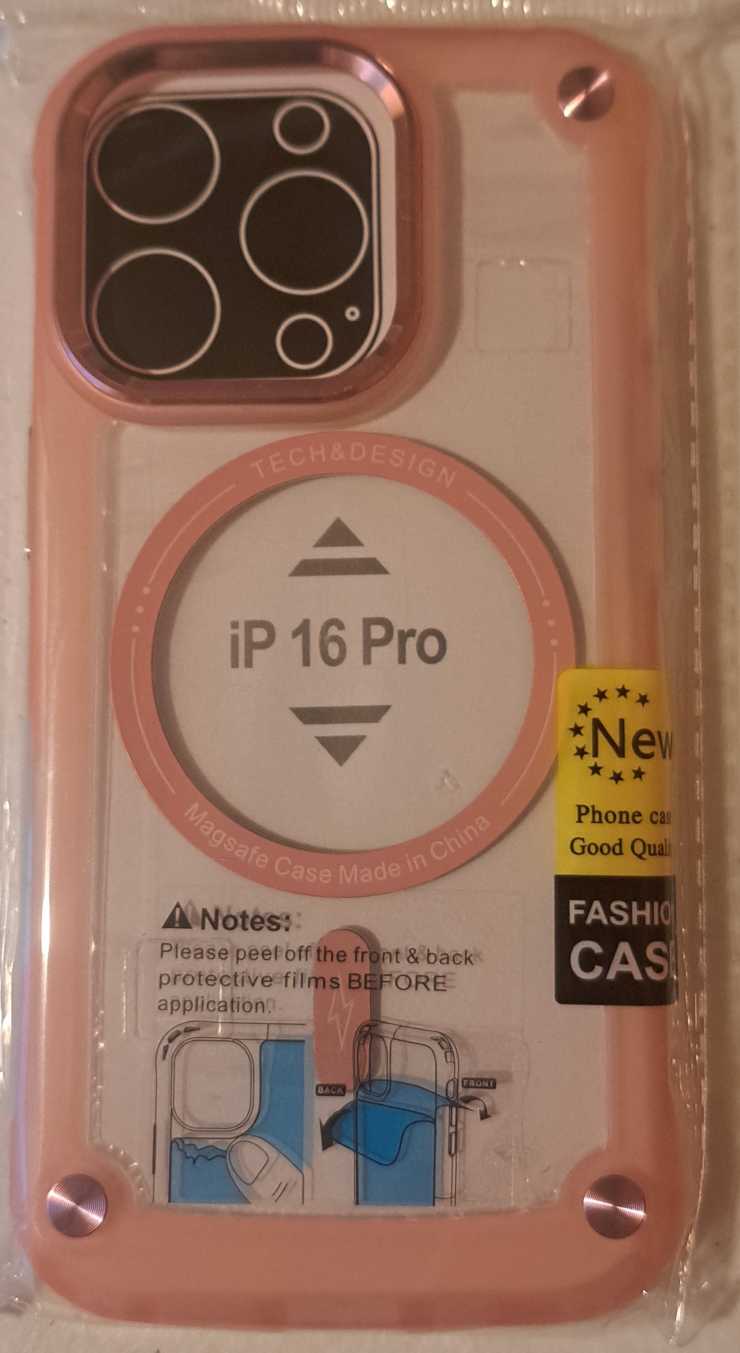 TECH&DESIGN
iP 16 Pro
Magsafe Case Made in China
New
Phone cas
Good Qual
FASHIO
CAS
Notes:
Please peel off the front & back
protective films BEFORE
application.
BACK
FRONT